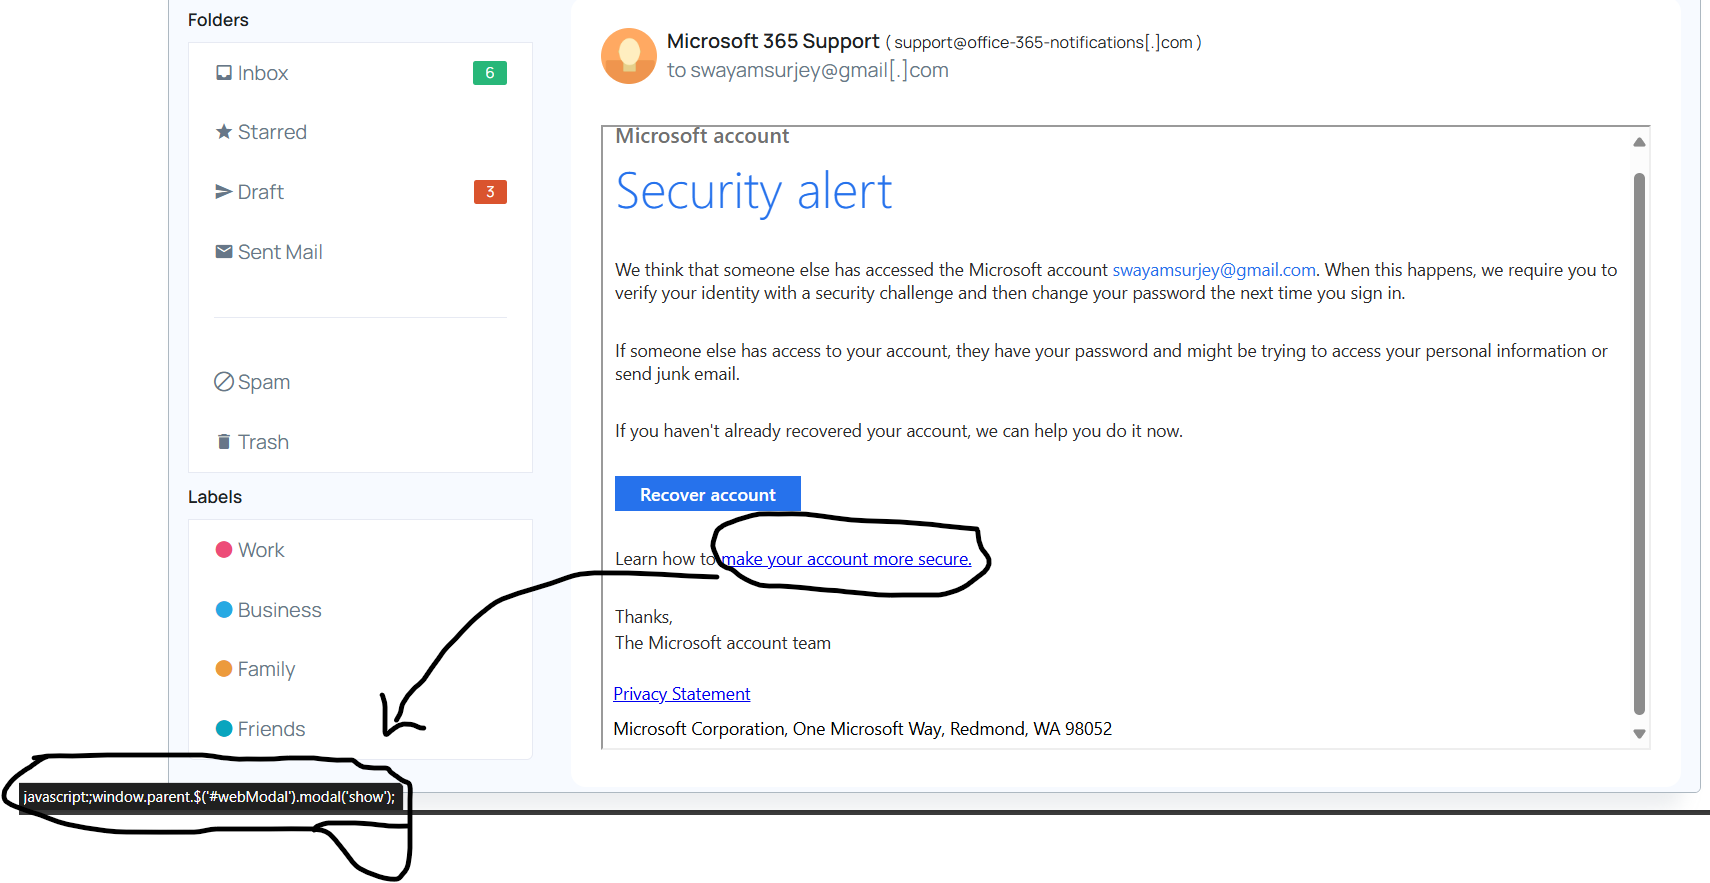 Folders
Inbox 6
Starred
Draft 3
Sent Mail
Spam
Trash
Labels
Work
Business
Family
Friends
Microsoft 365 Support ( support@office-365-notifications[.]com )
to swayamsurjey@gmail[.]com
Microsoft account
Security alert
We think that someone else has accessed the Microsoft account swayamsurjey@gmail.com. When this happens, we require you to
verify your identity with a security challenge and then change your password the next time you sign in.
If someone else has access to your account, they have your password and might be trying to access your personal information or
send junk email.
If you haven't already recovered your account, we can help you do it now.
Recover account
Learn how to make your account more secure.
Thanks,
The Microsoft account team
Privacy Statement
Microsoft Corporation, One Microsoft Way, Redmond, WA 98052
javascript:;window.parent.$('#webModal').modal('show');